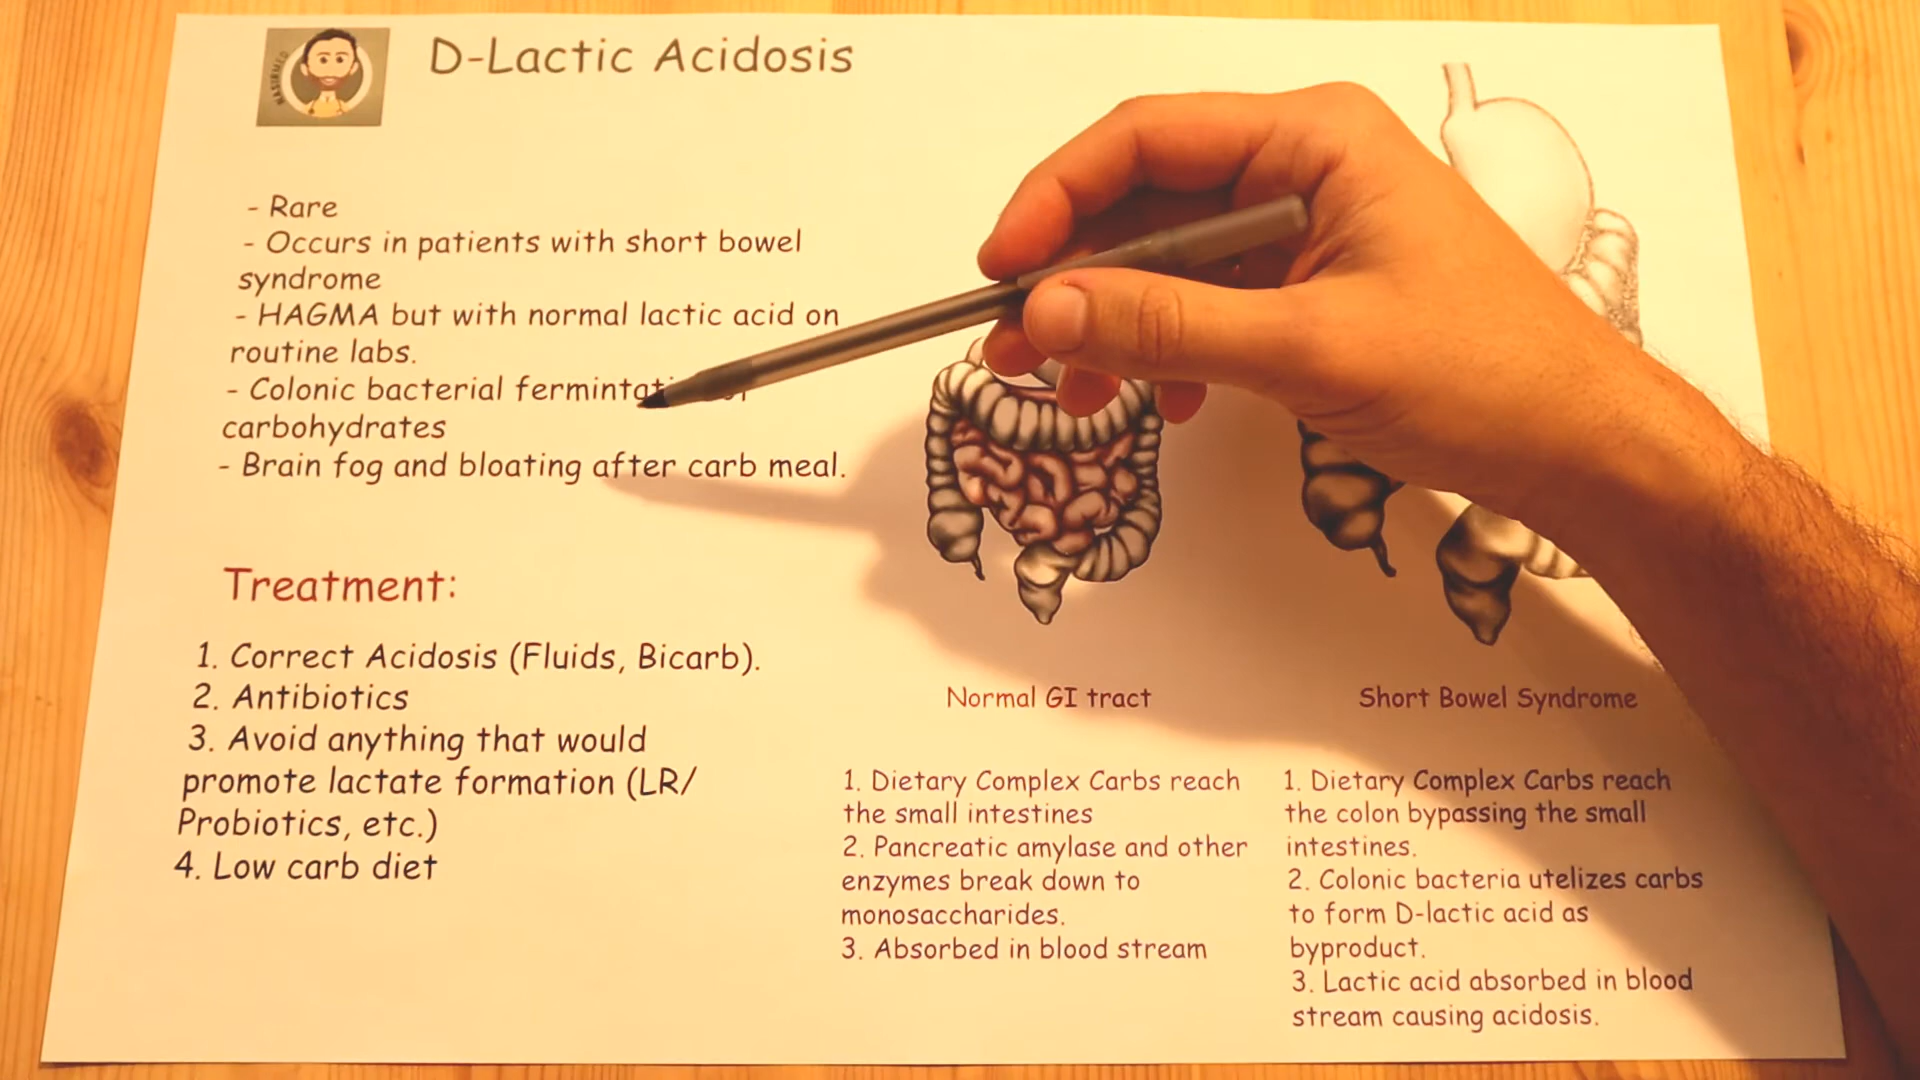 NASIRMED
D-Lactic Acidosis
- Rare
- Occurs in patients with short bowel
syndrome
- HAGMA but with normal lactic acid on
routine labs.
- Colonic bacterial
carbohydrates
- Brain fog and bloating after carb meal.
Treatment:
1. Correct Acidosis (Fluids, Bicarb).
2. Antibiotics
3. Avoid anything that would
promote lactate formation (LR/
Probiotics, etc.)
4. Low carb diet
Normal GI tract
1. Dietary Complex Carbs reach
the small intestines
2. Pancreatic amylase and other
enzymes break down to
monosaccharides.
3. Absorbed in blood stream
Short Bowel Syndrome
1. Dietary Complex Carbs reach
the colon bypassing the small
intestines.
2. Colonic bacteria utelizes carbs
to form D-lactic acid as
byproduct.
3. Lactic acid absorbed in blood
stream causing acidosis.